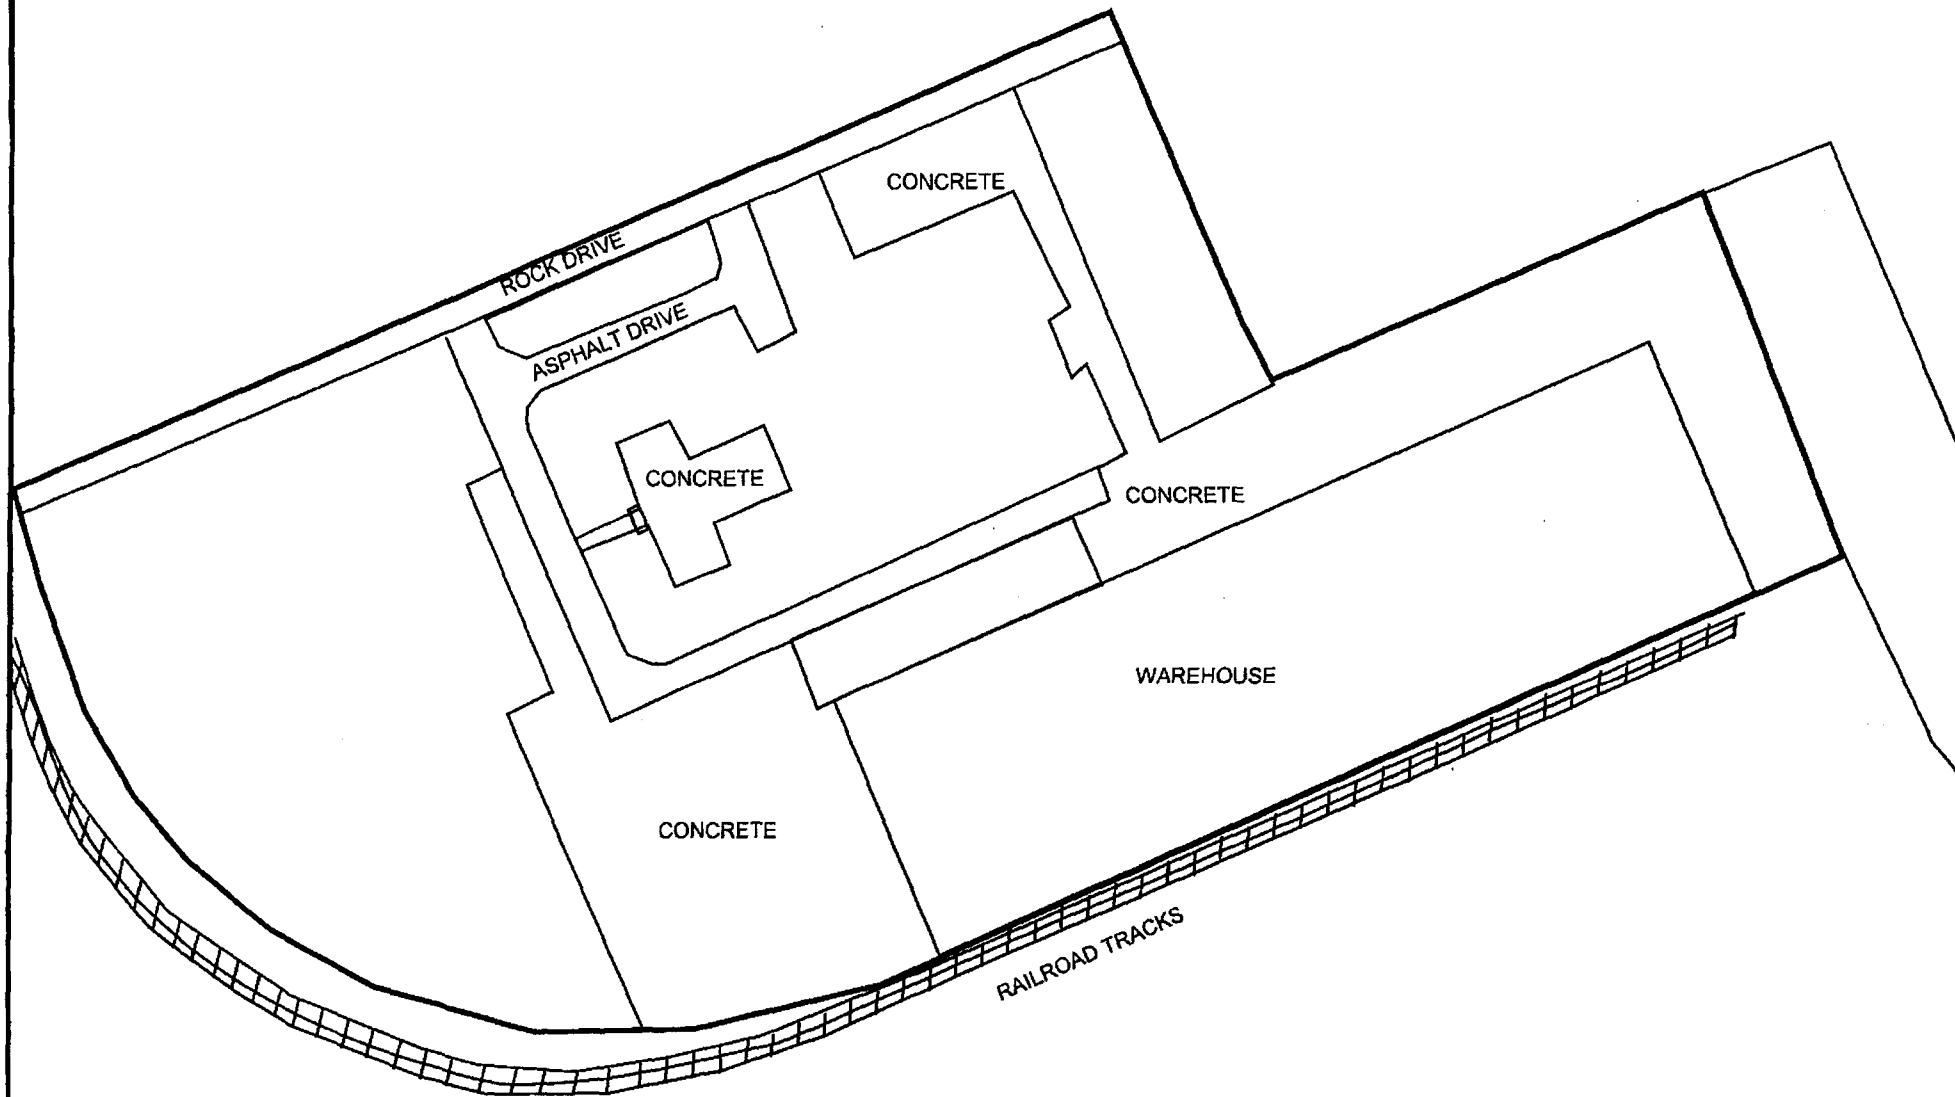 CONCRETE
ROCK DRIVE
ASPHALT DRIVE
CONCRETE
CONCRETE
WAREHOUSE
CONCRETE
RAILROAD TRACKS